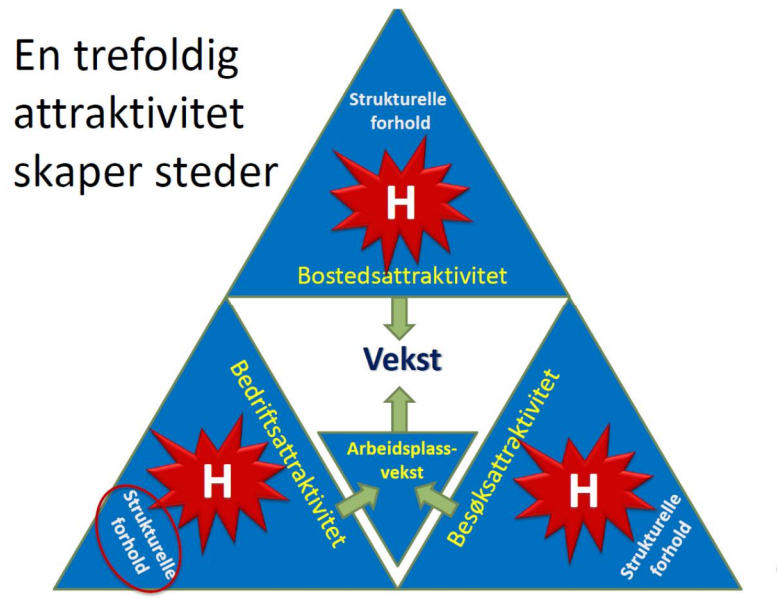 En trefoldig
attraktivitet
skaper steder
Strukturelle
forhold
H
Bostedsattraktivitet
Vekst
Bedriftsattraktivitet
H
Strukturelle
forhold
Arbeidsplass-
vekst
Besøksattraktivitet
H
Strukturelle
forhold